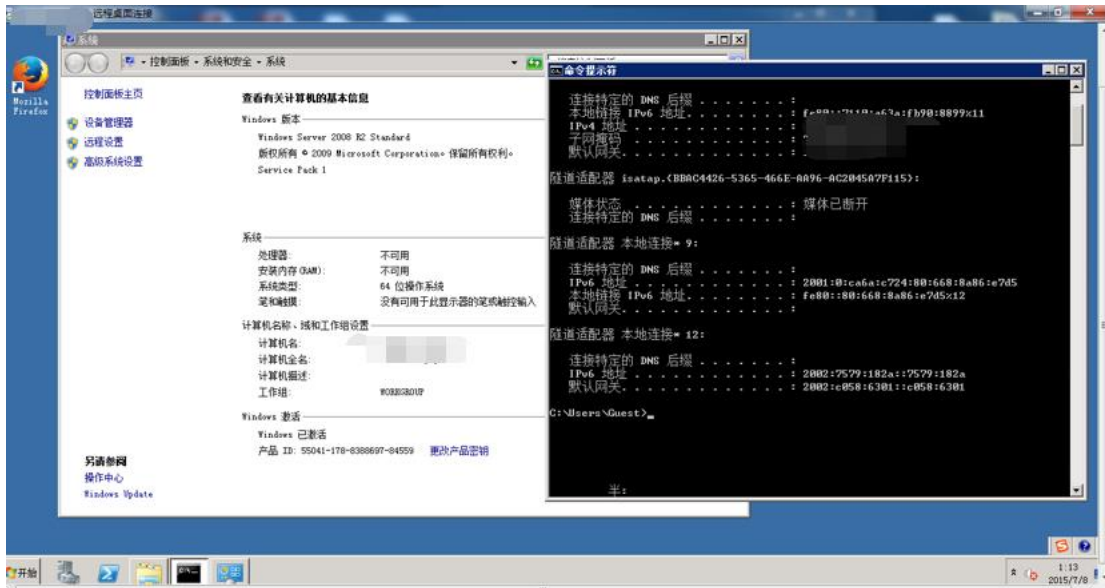 远程桌面连接
系统
控制面板 - 系统和安全 - 系统
Mozilla
Firefox
控制面板主页
设备管理器
远程设置
高级系统设置
查看有关计算机的基本信息
Windows 版本
Windows Server 2008 R2 Standard
版权所有 © 2009 Microsoft Corporation。保留所有权利。
Service Pack 1
系统
处理器: 不可用
安装内存(RAM): 不可用
系统类型: 64 位操作系统
笔和触摸: 没有可用于此显示器的笔或触控输入
计算机名称、域和工作组设置
计算机名:
计算机全名:
计算机描述:
工作组: WORKGROUP
Windows 激活
Windows 已激活
产品 ID: 55041-178-8388697-84559 更改产品密钥
另请参阅
操作中心
Windows Update
命令提示符
连接特定的 DNS 后缀 . . . . . . . :
本地链接 IPv6 地址. . . . . . . . :
IPv4 地址 . . . . . . . . . . . . :
子网掩码 . . . . . . . . . . . . :
默认网关. . . . . . . . . . . . . :
隧道适配器 isatap.{BBAC4426-5365-466E-AA96-AC2045A7F115}:
媒体状态 . . . . . . . . . . . . : 媒体已断开
连接特定的 DNS 后缀 . . . . . . . :
隧道适配器 本地连接* 9:
连接特定的 DNS 后缀 . . . . . . . :
IPv6 地址 . . . . . . . . . . . . : 2001:0:ca6a:c724:80:668:8a86:e7d5
本地链接 IPv6 地址. . . . . . . . : fe80::80:668:8a86:e7d5%12
默认网关. . . . . . . . . . . . . :
隧道适配器 本地连接* 12:
连接特定的 DNS 后缀 . . . . . . . :
IPv6 地址 . . . . . . . . . . . . : 2002:7579:182a::7579:182a
默认网关. . . . . . . . . . . . . : 2002:c058:6301::c058:6301
C:\Users\Guest>_
半:
开始
1:13
2015/7/8